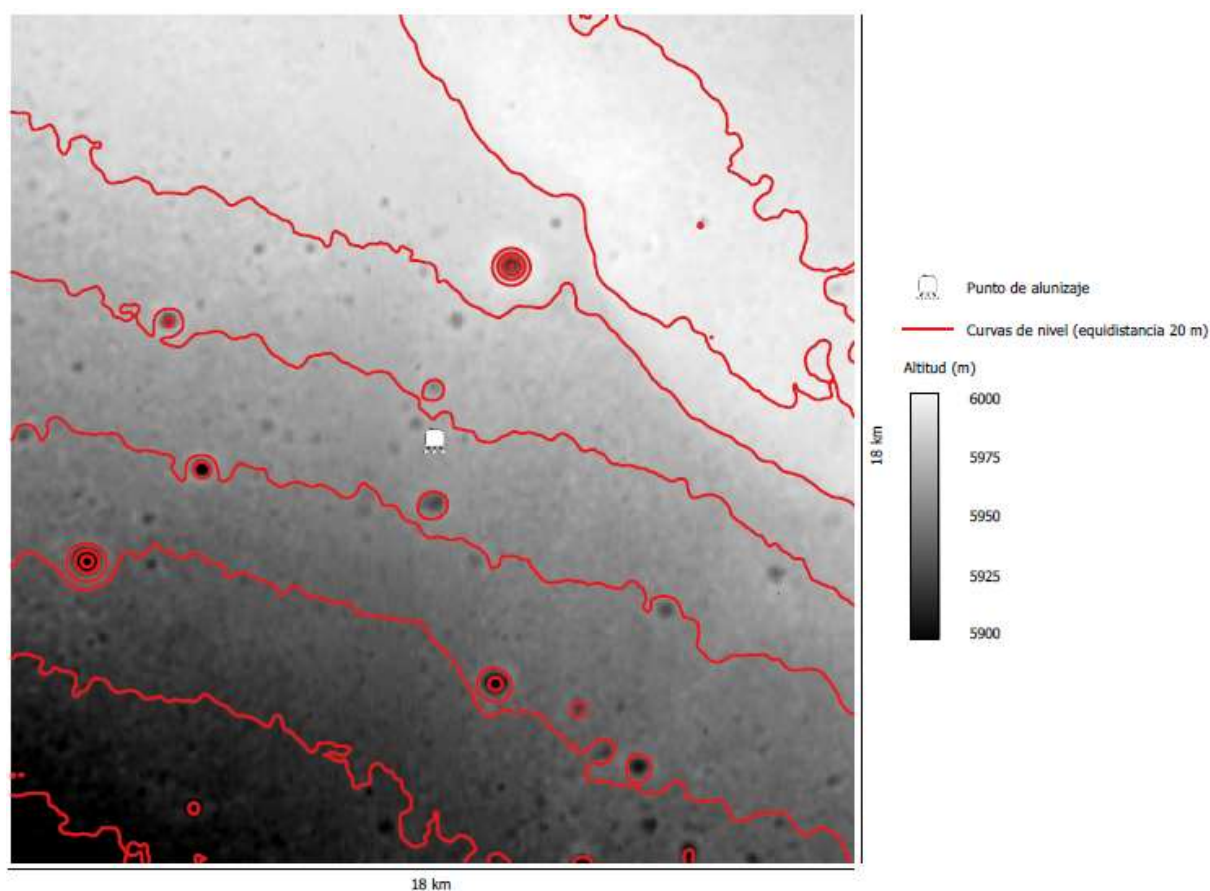 Punto de alunizaje
Curvas de nivel (equidistancia 20 m)
Altitud (m)
6000
5975
5950
5925
5900
18 km
18 km